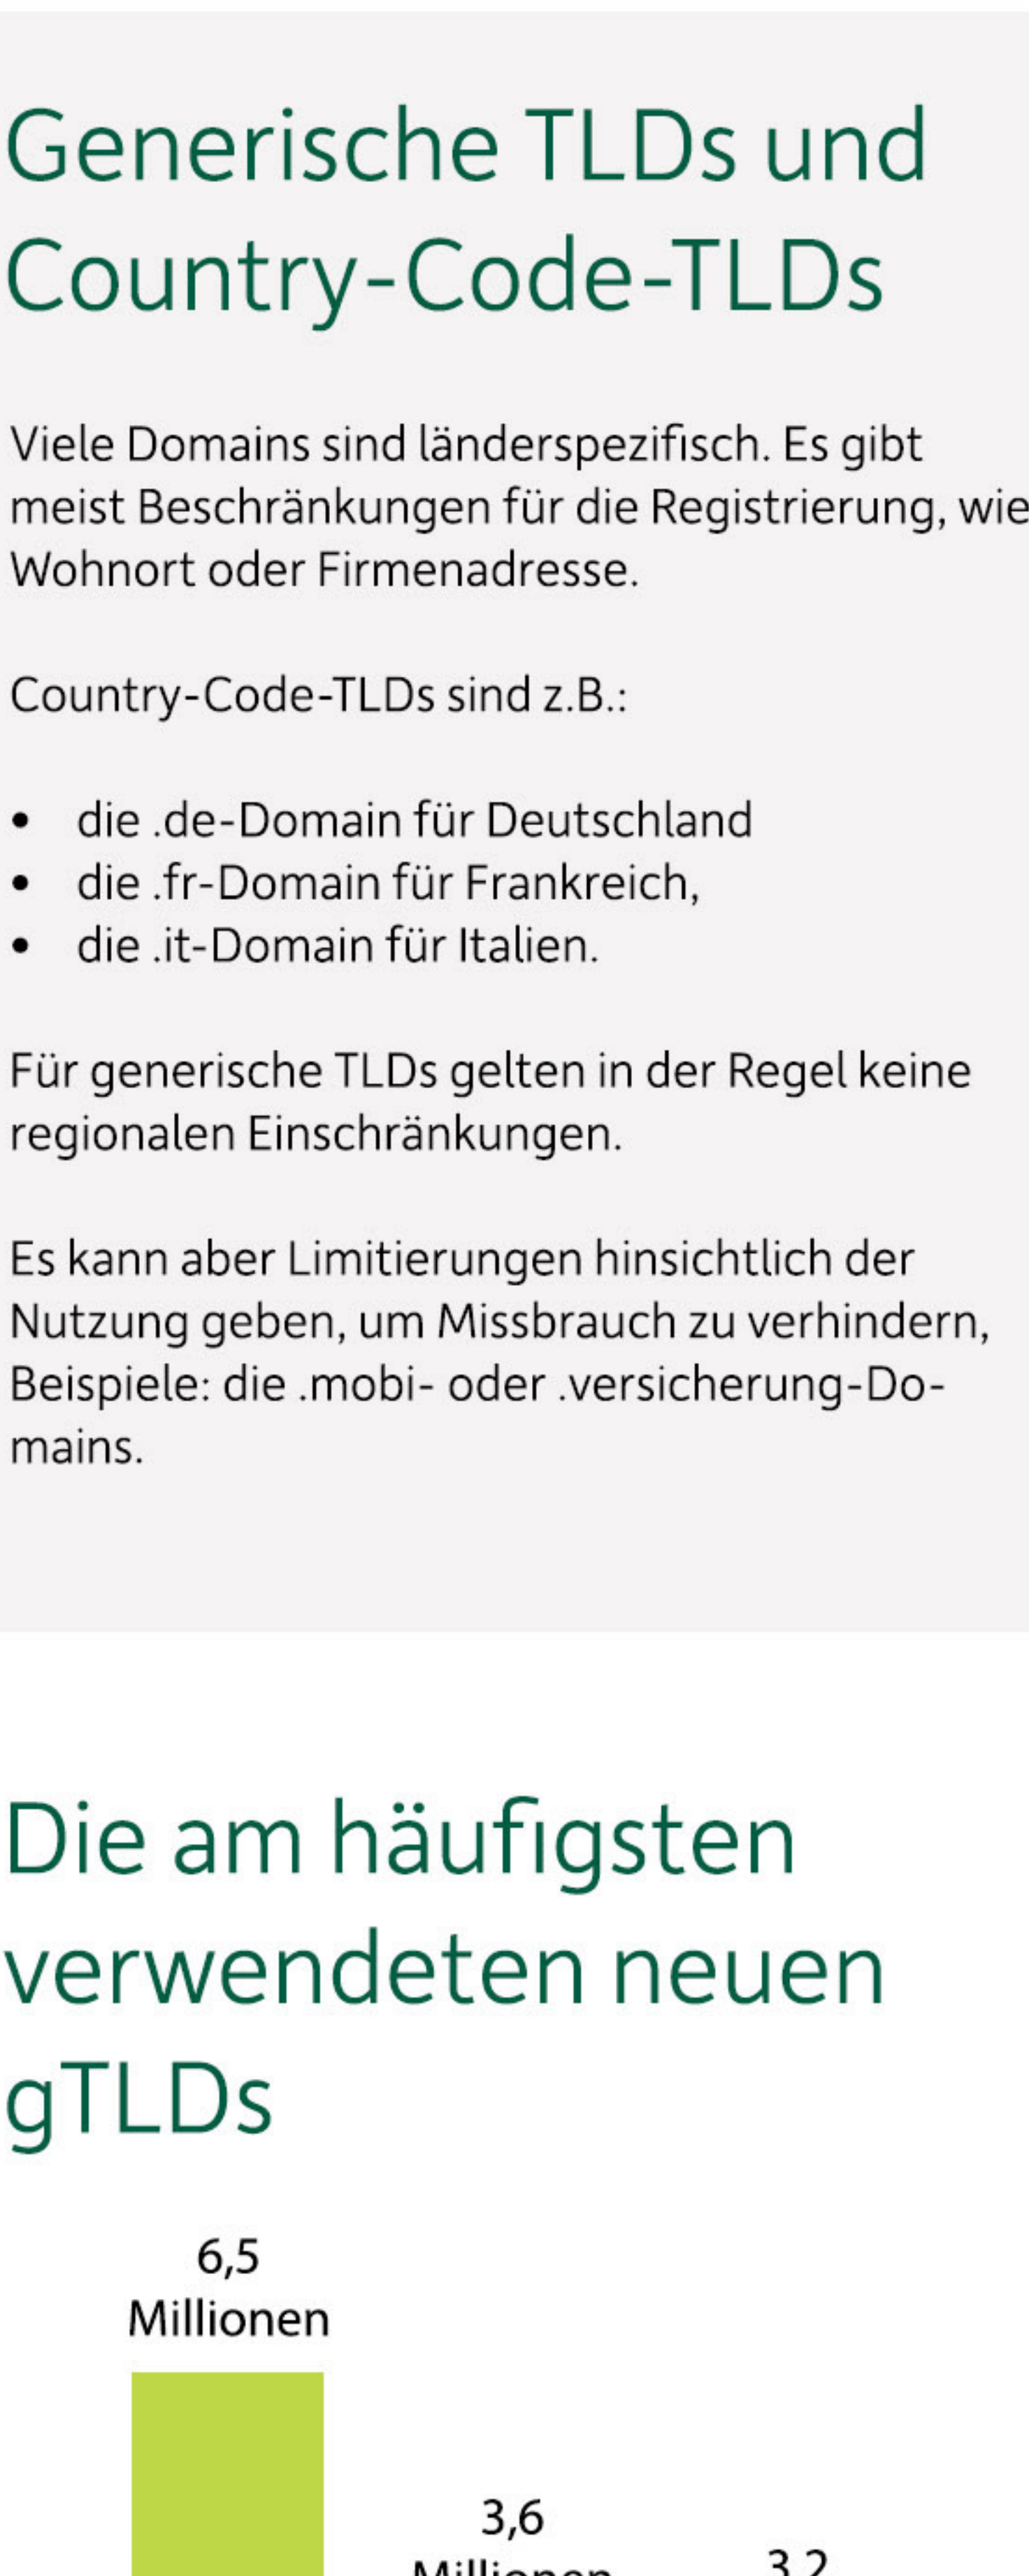 Generische TLDs und
Country-Code-TLDs
Viele Domains sind länderspezifisch. Es gibt
meist Beschränkungen für die Registrierung, wie
Wohnort oder Firmenadresse.
Country-Code-TLDs sind z.B.:
• die .de-Domain für Deutschland
• die .fr-Domain für Frankreich,
• die .it-Domain für Italien.
Für generische TLDs gelten in der Regel keine
regionalen Einschränkungen.
Es kann aber Limitierungen hinsichtlich der
Nutzung geben, um Missbrauch zu verhindern,
Beispiele: die .mobi- oder .versicherung-Do-
mains.
Die am häufigsten
verwendeten neuen
gTLDs
6,5
Millionen
3,6
Millionen
3,2